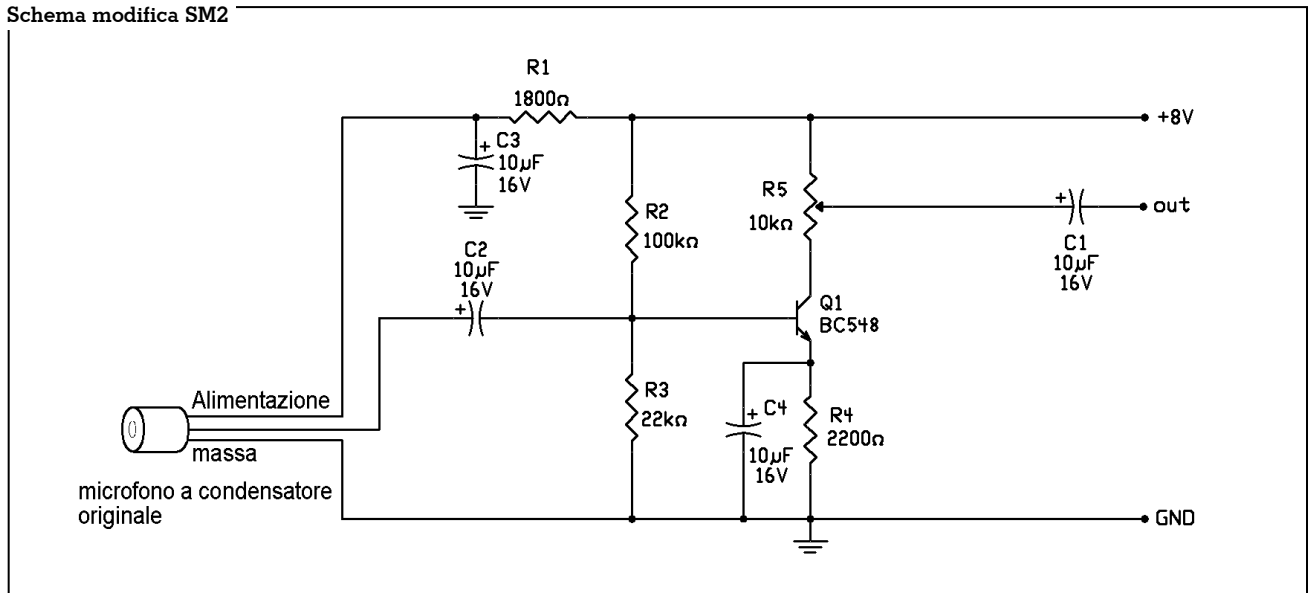 Schema modifica SM2
R1
1800Ω
+8V
C3
+
10µF
16V
R5
10kΩ
+
out
R2
100kΩ
C1
10µF
16V
C2
10µF
16V
+
Q1
BC548
Alimentazione
R3
22kΩ
+
C4
10µF
16V
R4
2200Ω
massa
microfono a condensatore
originale
GND